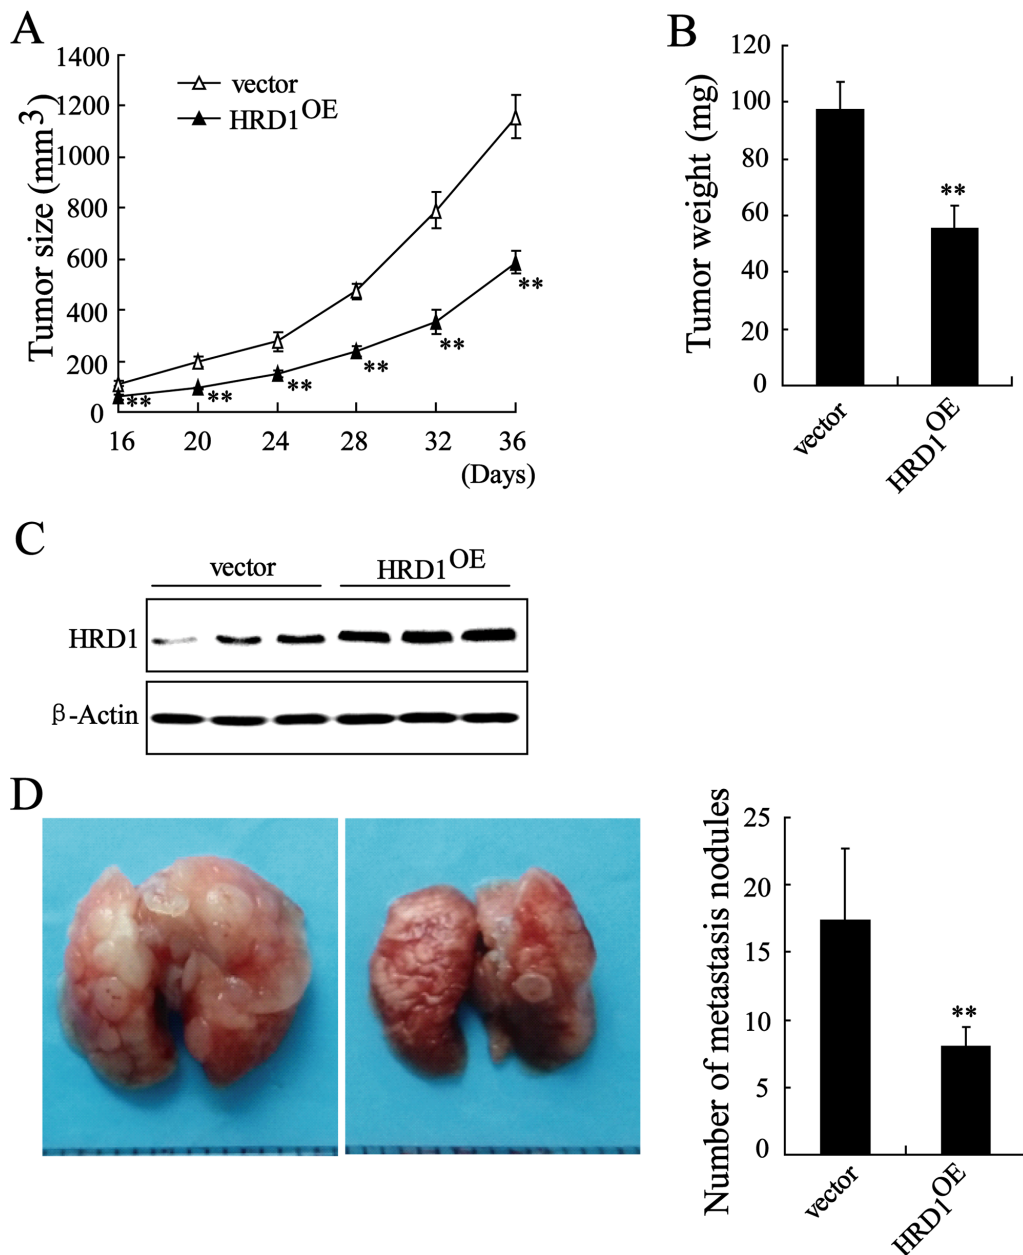 A
Tumor size (mm3)
1400
1200
1000
800
600
400
200
0
vector
HRD1OE
**
**
**
**
**
**
16 20 24 28 32 36
(Days)
B
Tumor weight (mg)
120
100
80
60
40
20
0
**
vector
HRD1OE
C
vector HRD1OE
HRD1
β-Actin
D
Number of metastasis nodules
25
20
15
10
5
0
**
vector
HRD1OE